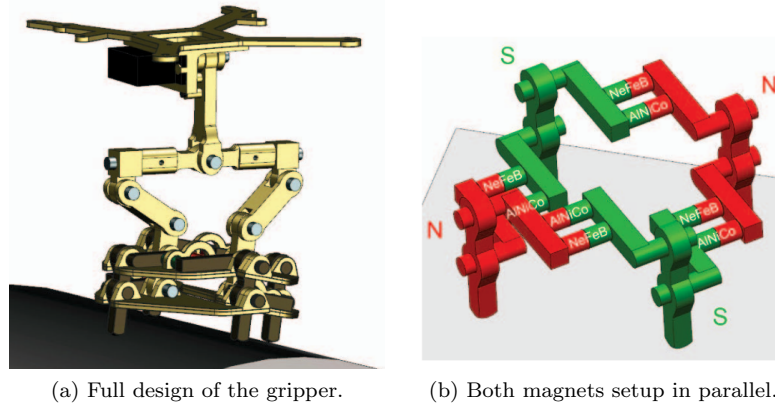 S
N
NeFeB
AlNiCo
NeFeB
AlNiCo
AlNiCo
NeFeB
NeFeB
AlNiCo
N
S
(a) Full design of the gripper.
(b) Both magnets setup in parallel.